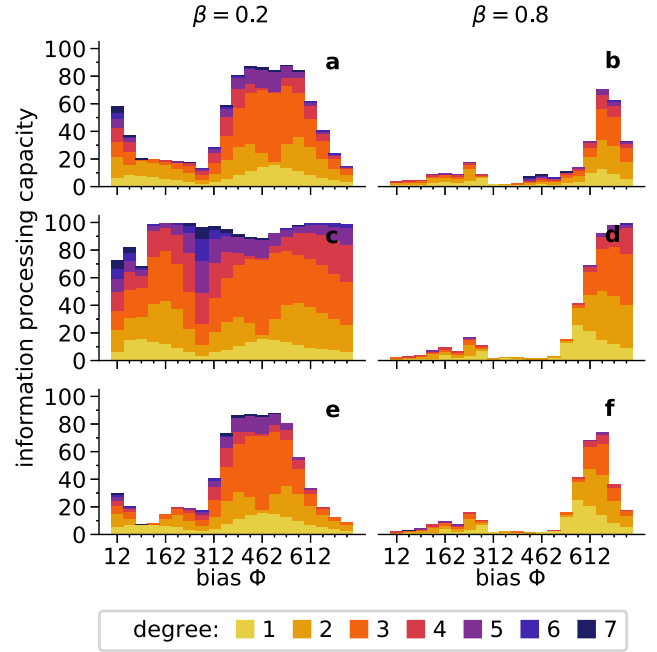 β = 0.2
β = 0.8
information processing capacity
100
80
60
40
20
0
a
b
100
80
60
40
20
0
c
d
100
80
60
40
20
0
e
f
12 162 312 462 612
12 162 312 462 612
bias Φ
bias Φ
degree: 1 2 3 4 5 6 7